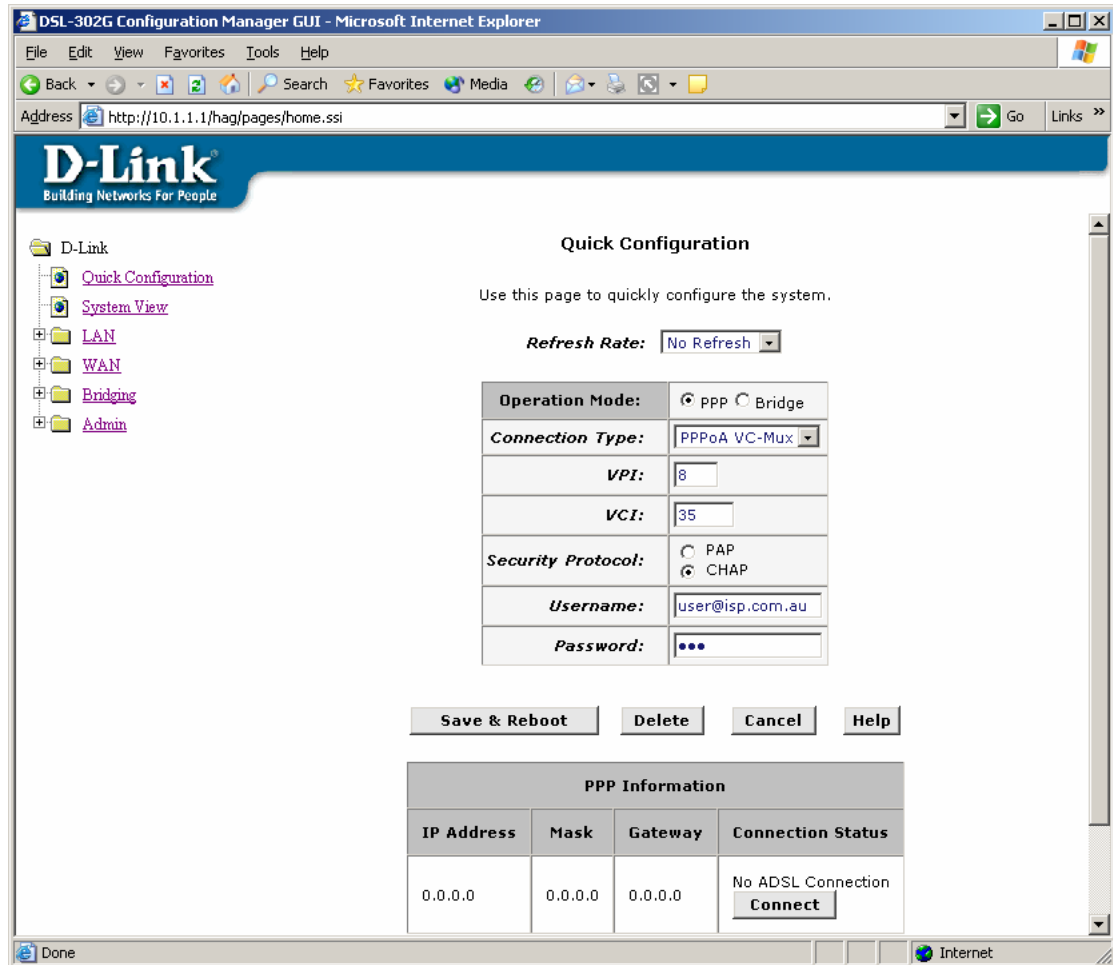 DSL-302G Configuration Manager GUI - Microsoft Internet Explorer
File Edit View Favorites Tools Help
Back Search Favorites Media
Address http://10.1.1.1/hag/pages/home.ssi Go Links »
D-Link®
Building Networks For People
D-Link
Quick Configuration
System View
LAN
WAN
Bridging
Admin
Quick Configuration
Use this page to quickly configure the system.
Refresh Rate: No Refresh
Operation Mode: PPP Bridge
Connection Type: PPPoA VC-Mux
VPI: 8
VCI: 35
Security Protocol: PAP
CHAP
Username: user@isp.com.au
Password: •••
Save & Reboot Delete Cancel Help
PPP Information
IP Address Mask Gateway Connection Status
0.0.0.0 0.0.0.0 0.0.0.0 No ADSL Connection
Connect
Done Internet